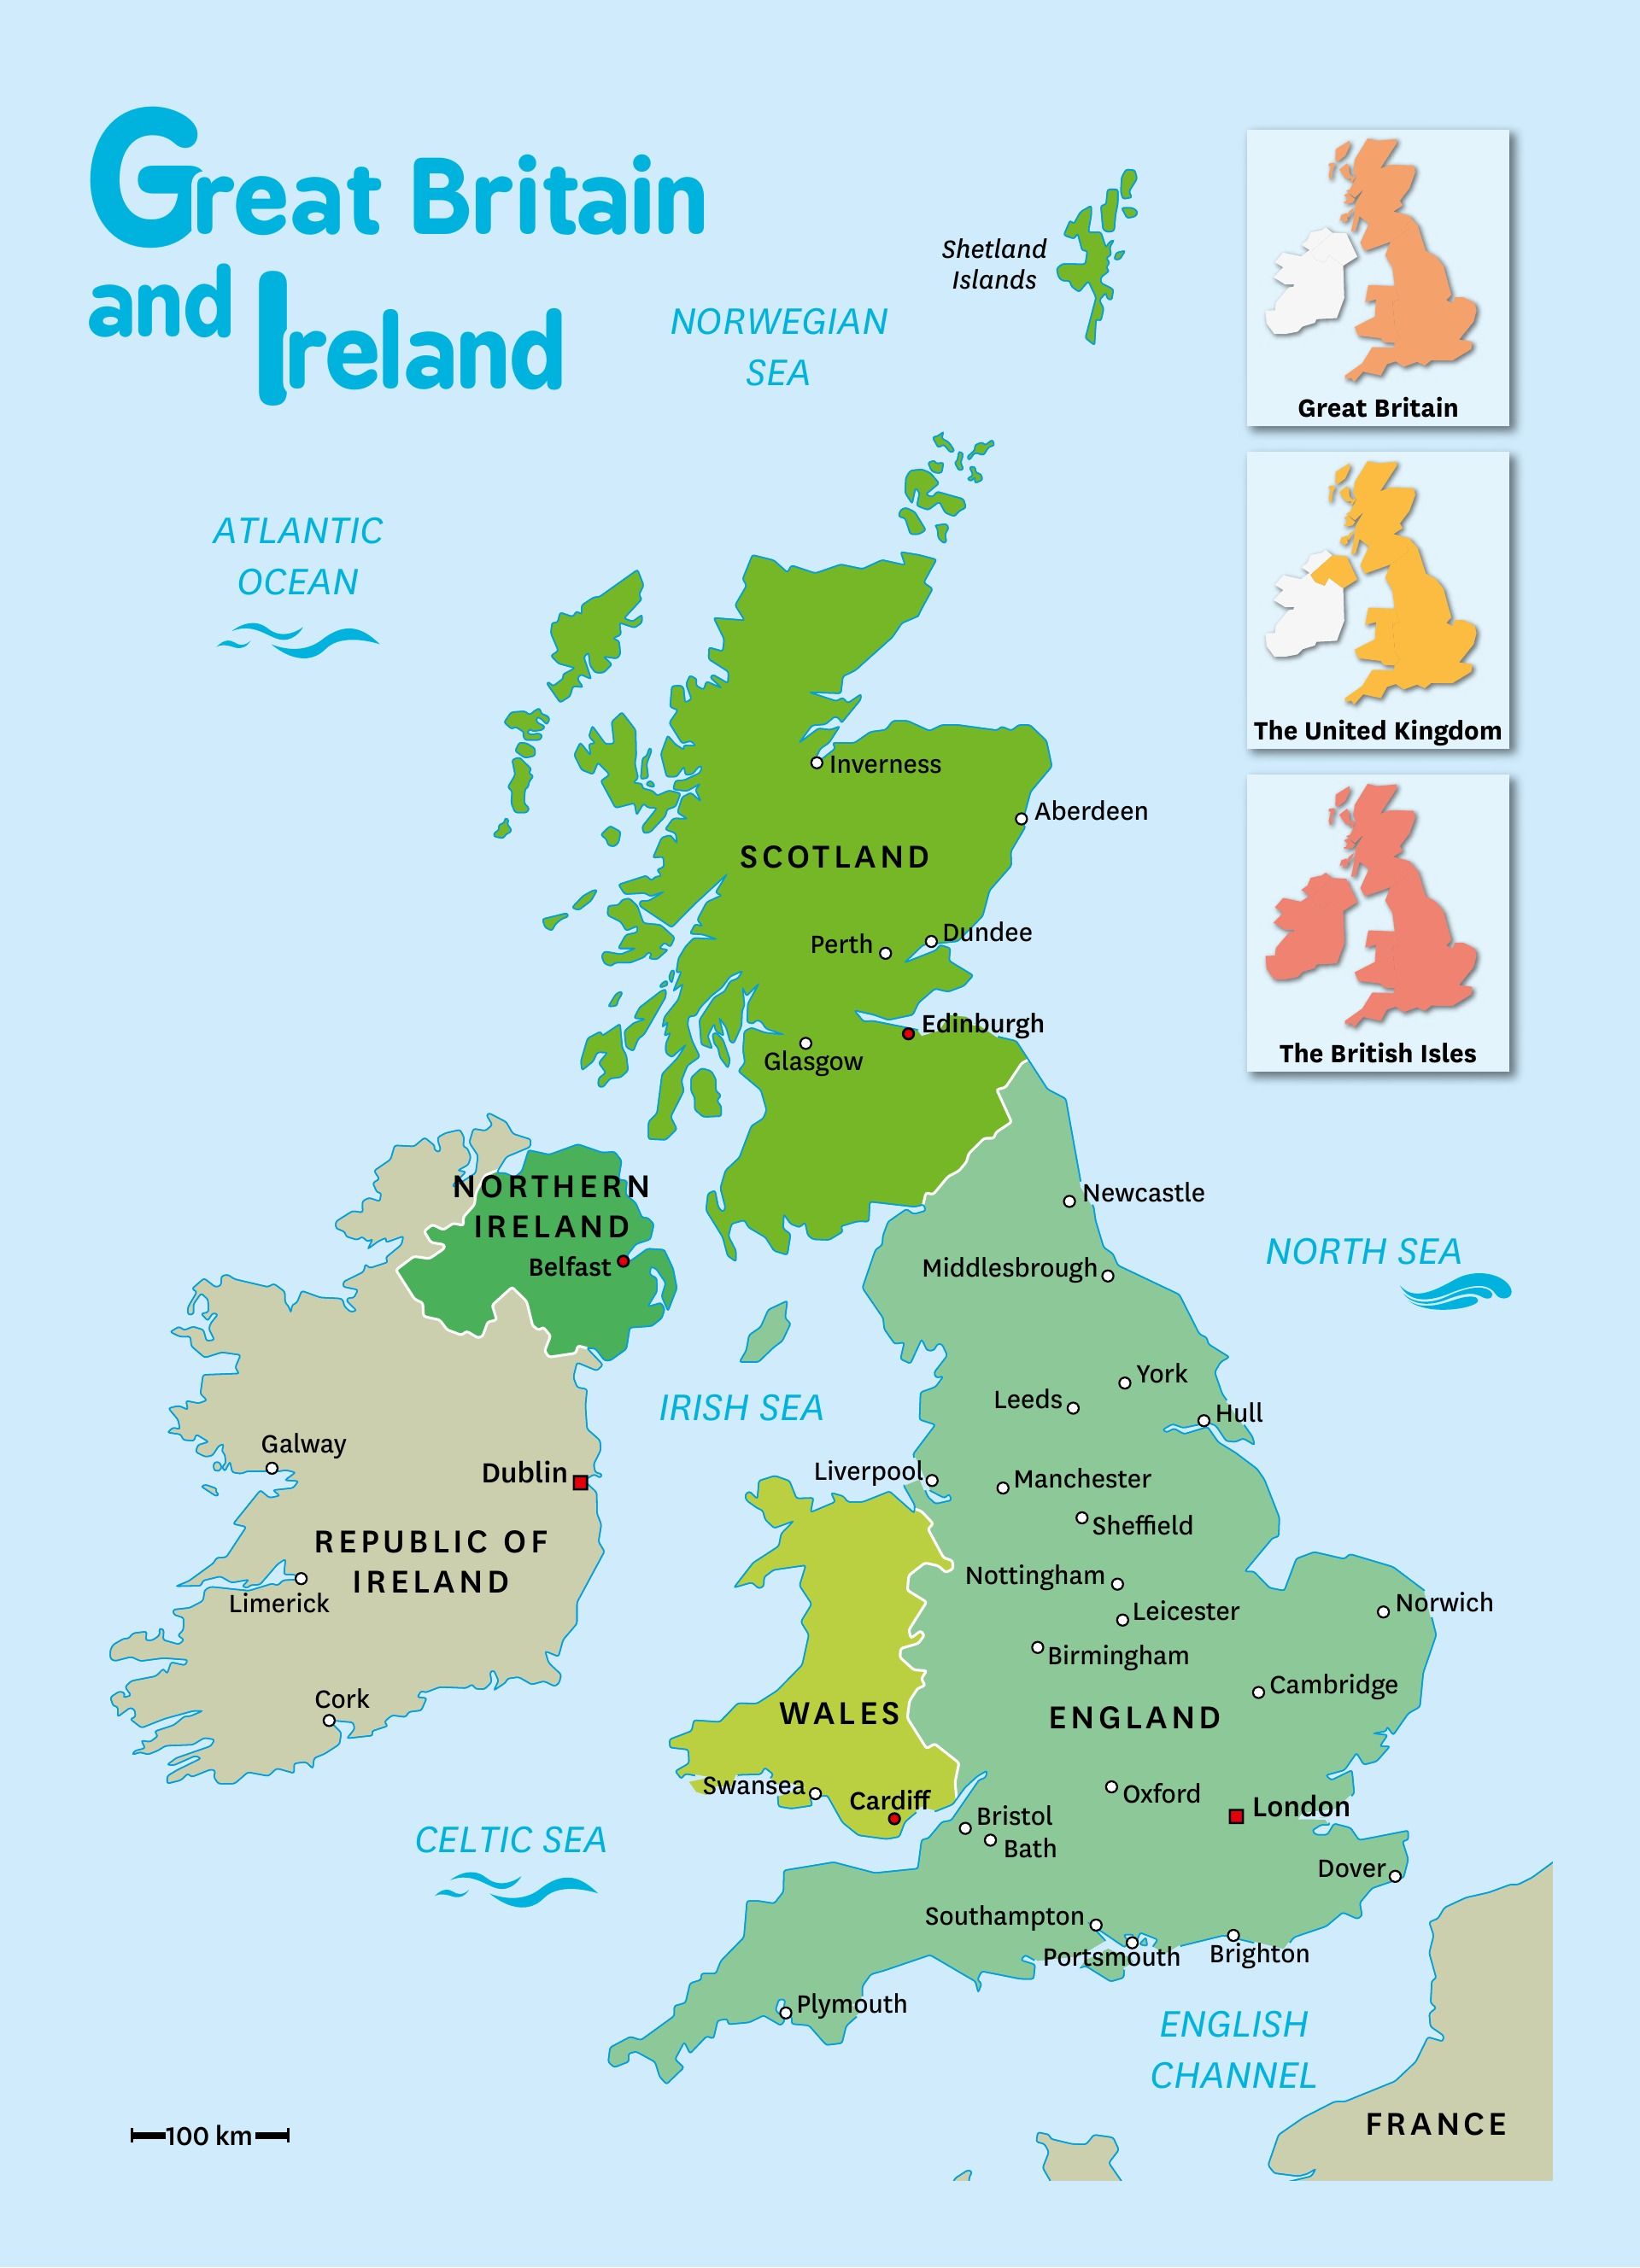 Great Britain
and Ireland
Shetland
Islands
NORWEGIAN
SEA
Great Britain
ATLANTIC
OCEAN
The United Kingdom
Inverness
Aberdeen
SCOTLAND
Dundee
Perth
Edinburgh
Glasgow
The British Isles
NORTHERN
IRELAND
Belfast
Newcastle
Middlesbrough
NORTH SEA
York
Leeds
Hull
IRISH SEA
Galway
Dublin
Liverpool
Manchester
Sheffield
REPUBLIC OF
IRELAND
Limerick
Nottingham
Leicester
Norwich
Birmingham
Cambridge
Cork
WALES
ENGLAND
Swansea
Cardiff
Oxford
London
Bristol
Bath
CELTIC SEA
Dover
Southampton
Portsmouth
Brighton
Plymouth
ENGLISH
CHANNEL
FRANCE
100 km